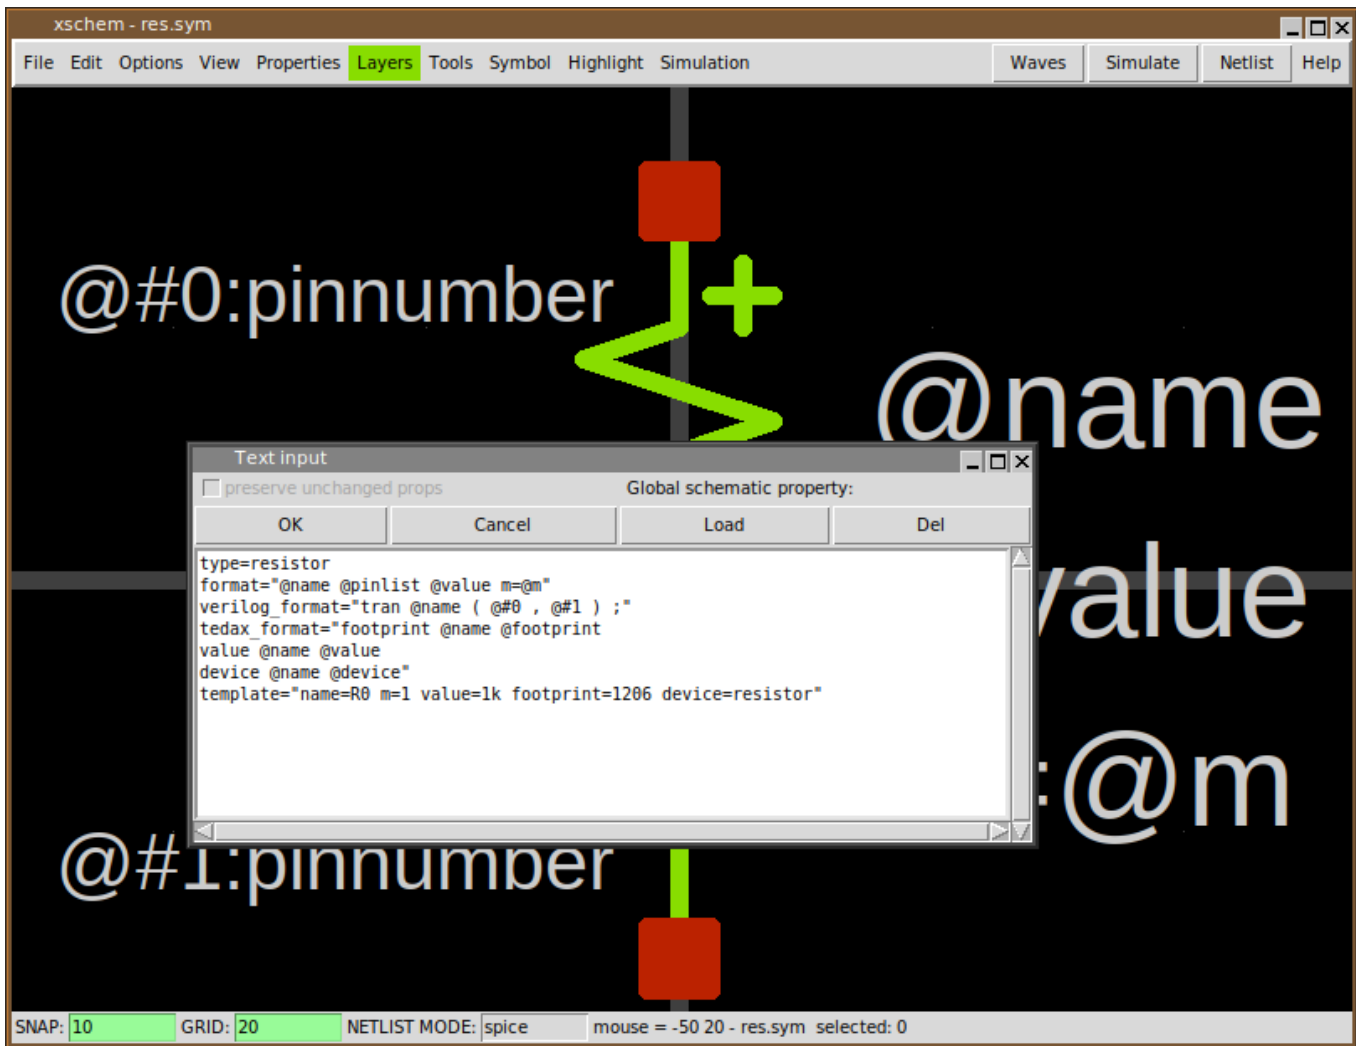 xschem - res.sym
File Edit Options View Properties Layers Tools Symbol Highlight Simulation Waves Simulate Netlist Help
@#0:pinnumber
@name
Text input
preserve unchanged props Global schematic property:
OK Cancel Load Del
type=resistor
format="@name @pinlist @value m=@m"
verilog_format="tran @name ( @#0 , @#1 ) ;"
tedax_format="footprint @name @footprint
value @name @value
device @name @device"
template="name=R0 m=1 value=1k footprint=1206 device=resistor"
value
=@m
@#1:pinnumber
SNAP: 10 GRID: 20 NETLIST MODE: spice mouse = -50 20 - res.sym selected: 0